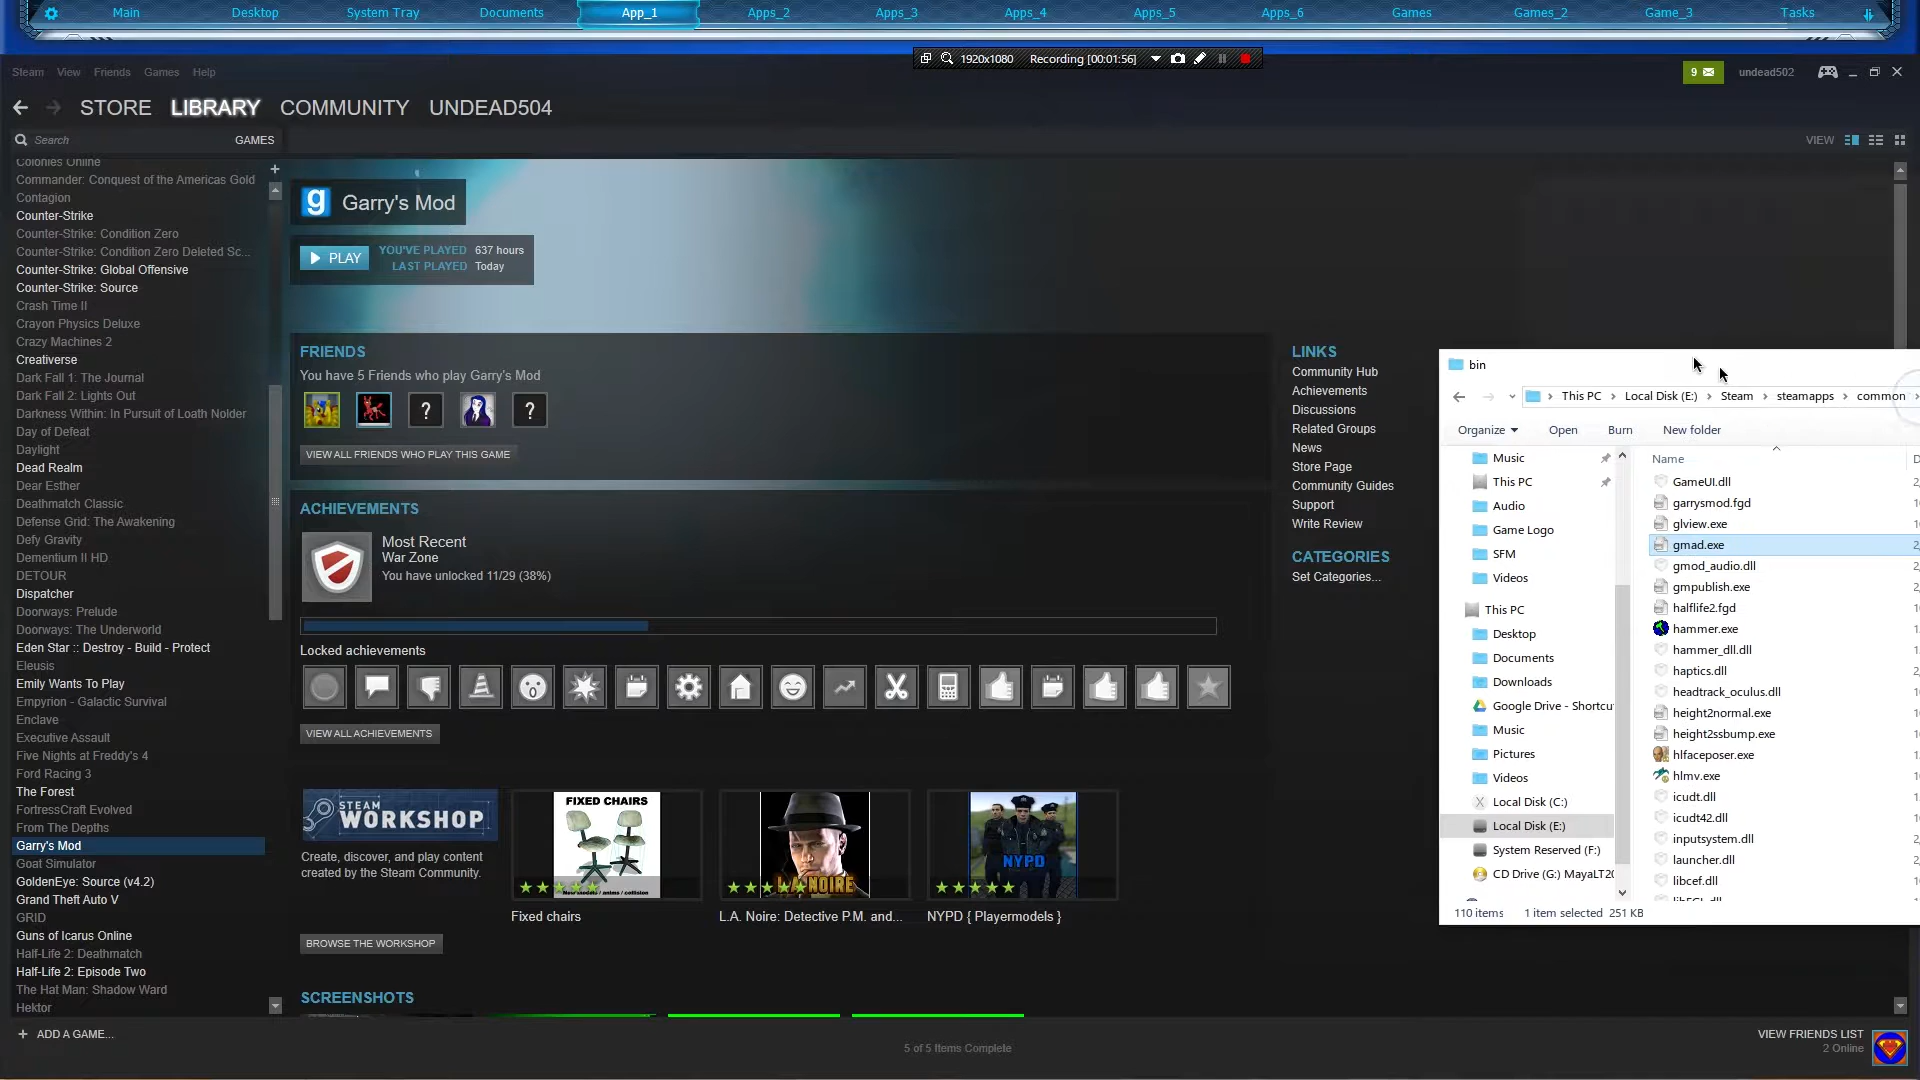 Main
Desktop
System Tray
Documents
App_1
Apps_2
Apps_3
Apps_4
Apps_5
Apps_6
Games
Games_2
Game_3
Tasks
1920x1080
Recording [00:01:56]
Steam
View
Friends
Games
Help
9
undead502
STORE
LIBRARY
COMMUNITY
UNDEAD504
Search
GAMES
VIEW
Colonies Online
Commander: Conquest of the Americas Gold
Contagion
Counter-Strike
Counter-Strike: Condition Zero
Counter-Strike: Condition Zero Deleted Sc...
Counter-Strike: Global Offensive
Counter-Strike: Source
Crash Time II
Crayon Physics Deluxe
Crazy Machines 2
Creativerse
Dark Fall 1: The Journal
Dark Fall 2: Lights Out
Darkness Within: In Pursuit of Loath Nolder
Day of Defeat
Daylight
Dead Realm
Dear Esther
Deathmatch Classic
Defense Grid: The Awakening
Defy Gravity
Dementium II HD
DETOUR
Dispatcher
Doorways: Prelude
Doorways: The Underworld
Eden Star :: Destroy - Build - Protect
Eleusis
Emily Wants To Play
Empyrion - Galactic Survival
Enclave
Executive Assault
Five Nights at Freddy's 4
Ford Racing 3
The Forest
FortressCraft Evolved
From The Depths
Garry's Mod
Goat Simulator
GoldenEye: Source (v4.2)
Grand Theft Auto V
GRID
Guns of Icarus Online
Half-Life 2: Deathmatch
Half-Life 2: Episode Two
The Hat Man: Shadow Ward
Hektor
+ ADD A GAME...
g
Garry's Mod
PLAY
YOU'VE PLAYED 637 hours
LAST PLAYED Today
FRIENDS
You have 5 Friends who play Garry's Mod
?
?
VIEW ALL FRIENDS WHO PLAY THIS GAME
ACHIEVEMENTS
Most Recent
War Zone
You have unlocked 11/29 (38%)
Locked achievements
VIEW ALL ACHIEVEMENTS
STEAM
WORKSHOP
Create, discover, and play content
created by the Steam Community.
BROWSE THE WORKSHOP
FIXED CHAIRS
Fixed chairs
L.A. NOIRE
L.A. Noire: Detective P.M. and...
NYPD
NYPD { Playermodels }
SCREENSHOTS
5 of 5 Items Complete
LINKS
Community Hub
Achievements
Discussions
Related Groups
News
Store Page
Community Guides
Support
Write Review
CATEGORIES
Set Categories...
bin
This PC
Local Disk (E:)
Steam
steamapps
common
Organize
Open
Burn
New folder
Music
This PC
Audio
Game Logo
SFM
Videos
This PC
Desktop
Documents
Downloads
Google Drive - Shortcu
Music
Pictures
Videos
Local Disk (C:)
Local Disk (E:)
System Reserved (F:)
CD Drive (G:) MayaLT20
Name
GameUI.dll
garrysmod.fgd
glview.exe
gmad.exe
gmod_audio.dll
gmpublish.exe
halflife2.fgd
hammer.exe
hammer_dll.dll
haptics.dll
headtrack_oculus.dll
height2normal.exe
height2ssbump.exe
hlfaceposer.exe
hlmv.exe
icudt.dll
icudt42.dll
inputsystem.dll
launcher.dll
libcef.dll
110 items
1 item selected 251 KB
VIEW FRIENDS LIST
2 Online